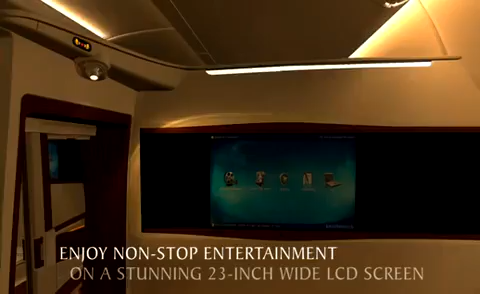 ENJOY NON-STOP ENTERTAINMENT
ON A STUNNING 23-INCH WIDE LCD SCREEN